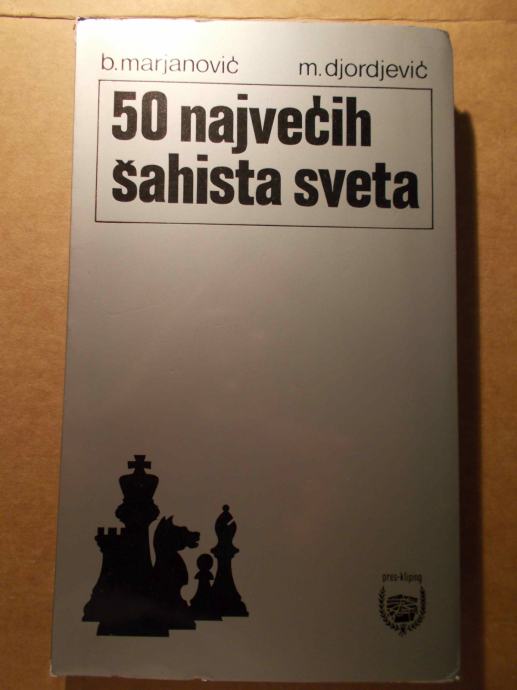 b.marjanović m.djordjević
50 najvećih
šahista sveta
pres-kliping